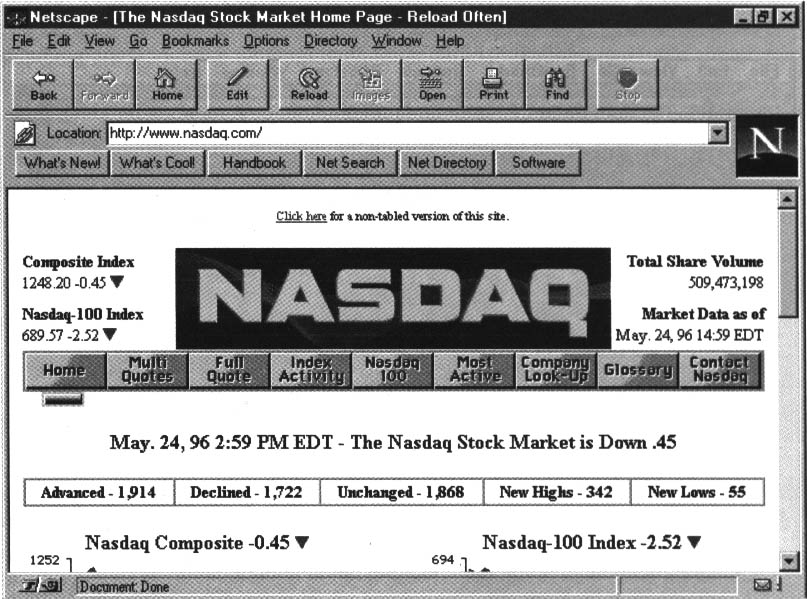 Netscape - [The Nasdaq Stock Market Home Page - Reload Often]
File Edit View Go Bookmarks Options Directory Window Help
Back Forward Home Edit Reload Images Open Print Find Stop
Location: http://www.nasdaq.com/
N
What's New! What's Cool! Handbook Net Search Net Directory Software
Click here for a non-tabled version of this site.
Composite Index
1248.20 -0.45 ▼
Nasdaq-100 Index
689.57 -2.52 ▼
NASDAQ
Total Share Volume
509,473,198
Market Data as of
May. 24, 96 14:59 EDT
Home
Multi
Quotes
Full
Quote
Index
Activity
Nasdaq
100
Most
Active
Company
Look-Up
Glossary
Contact
Nasdaq
May. 24, 96 2:59 PM EDT - The Nasdaq Stock Market is Down .45
Advanced - 1,914 Declined - 1,722 Unchanged - 1,868 New Highs - 342 New Lows - 55
Nasdaq Composite -0.45 ▼ Nasdaq-100 Index -2.52 ▼
1252 694
Document: Done